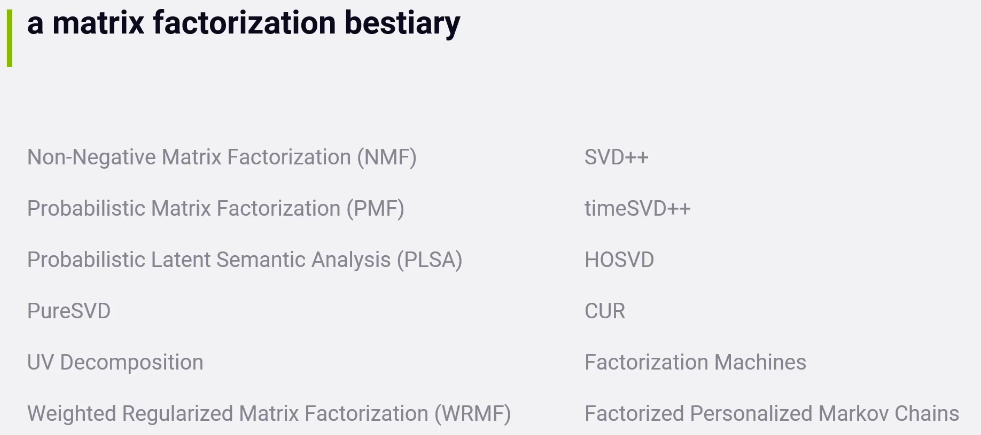 a matrix factorization bestiary
Non-Negative Matrix Factorization (NMF)
Probabilistic Matrix Factorization (PMF)
Probabilistic Latent Semantic Analysis (PLSA)
PureSVD
UV Decomposition
Weighted Regularized Matrix Factorization (WRMF)
SVD++
timeSVD++
HOSVD
CUR
Factorization Machines
Factorized Personalized Markov Chains